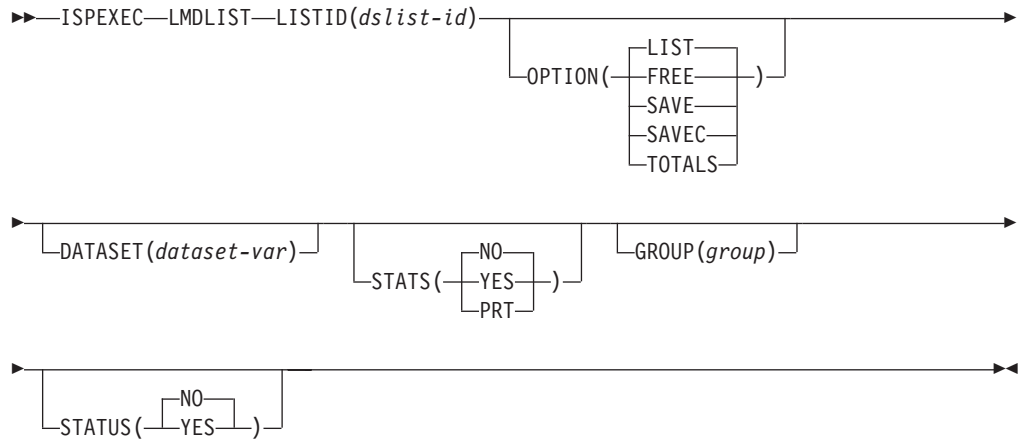 ISPEXEC LMDLIST LISTID(dslist-id)
OPTION( LIST )
FREE
SAVE
SAVEC
TOTALS
DATASET(dataset-var)
STATS( NO )
YES
PRT
GROUP(group)
STATUS( NO )
YES